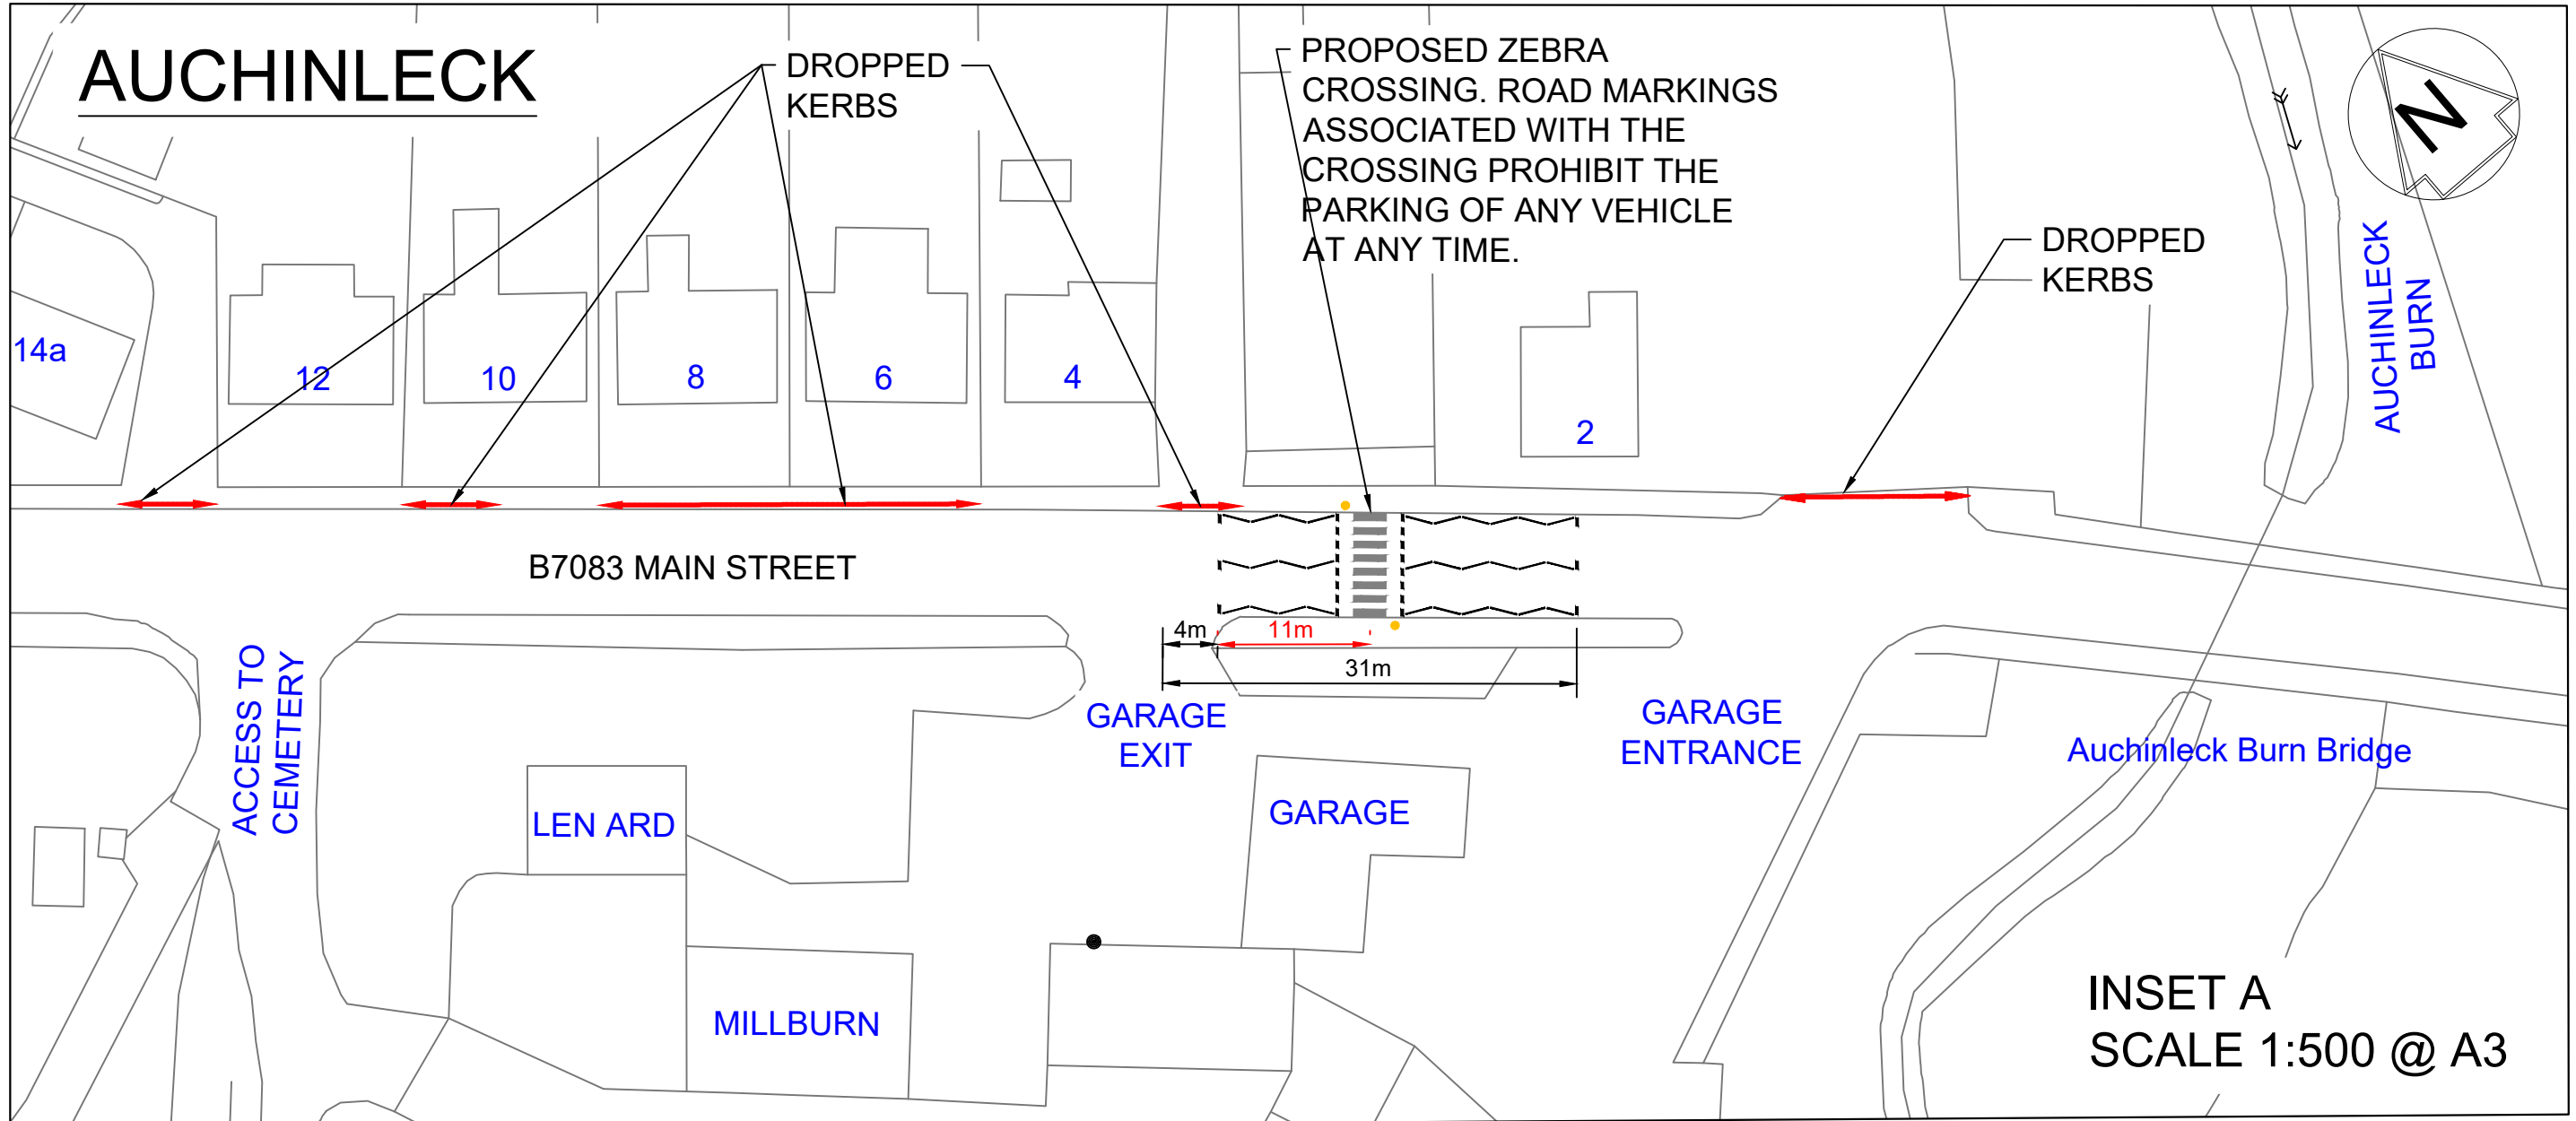 AUCHINLECK
DROPPED
KERBS
PROPOSED ZEBRA
CROSSING. ROAD MARKINGS
ASSOCIATED WITH THE
CROSSING PROHIBIT THE
PARKING OF ANY VEHICLE
AT ANY TIME.
N
DROPPED
KERBS
AUCHINLECK
BURN
14a
12
10
8
6
4
2
B7083 MAIN STREET
4m
11m
31m
ACCESS TO
CEMETERY
GARAGE
EXIT
GARAGE
ENTRANCE
Auchinleck Burn Bridge
LEN ARD
GARAGE
MILLBURN
INSET A
SCALE 1:500 @ A3